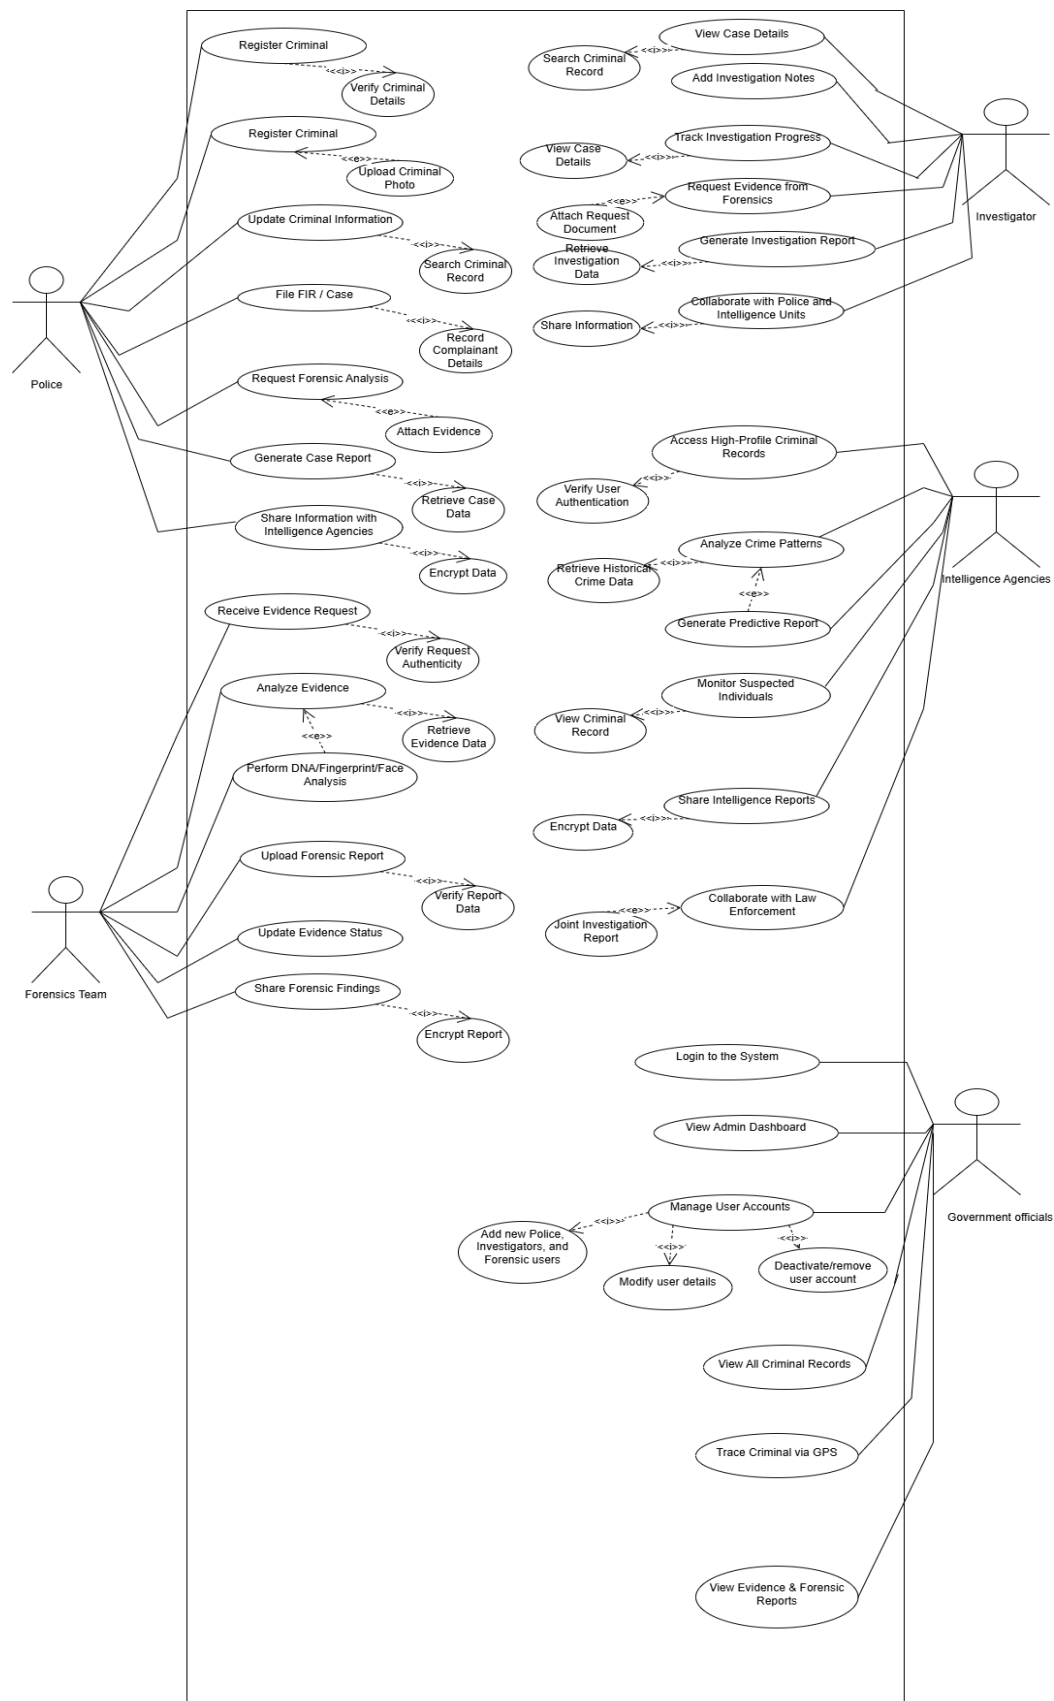 Register Criminal
<<i>>
Verify Criminal
Details
Register Criminal
<<e>>
Upload Criminal
Photo
Update Criminal Information
<<i>>
Search Criminal
Record
File FIR / Case
<<i>>
Record
Complainant
Details
Request Forensic Analysis
<<e>>
Attach Evidence
Generate Case Report
<<i>>
Retrieve Case
Data
Share Information with
Intelligence Agencies
<<i>>
Encrypt Data
Police
Receive Evidence Request
<<i>>
Verify Request
Authenticity
Analyze Evidence
<<i>>
Retrieve
Evidence Data
<<e>>
Perform DNA/Fingerprint/Face
Analysis
Upload Forensic Report
<<i>>
Verify Report
Data
Update Evidence Status
Share Forensic Findings
<<i>>
Encrypt Report
Forensics Team
View Case Details
<<i>>
Search Criminal
Record
Add Investigation Notes
Track Investigation Progress
<<i>>
View Case
Details
Request Evidence from
Forensics
<<e>>
Attach Request
Document
Generate Investigation Report
<<i>>
Retrieve
Investigation
Data
Collaborate with Police and
Intelligence Units
<<i>>
Share Information
Investigator
Access High-Profile Criminal
Records
<<i>>
Verify User
Authentication
Analyze Crime Patterns
<<i>>
Retrieve Historical
Crime Data
<<e>>
Generate Predictive Report
Monitor Suspected
Individuals
<<i>>
View Criminal
Record
Share Intelligence Reports
<<i>>
Encrypt Data
Collaborate with Law
Enforcement
<<e>>
Joint Investigation
Report
Intelligence Agencies
Login to the System
View Admin Dashboard
Manage User Accounts
<<i>>
Add new Police,
Investigators, and
Forensic users
<<i>>
Modify user details
<<i>>
Deactivate/remove
user account
View All Criminal Records
Trace Criminal via GPS
View Evidence & Forensic
Reports
Government officials